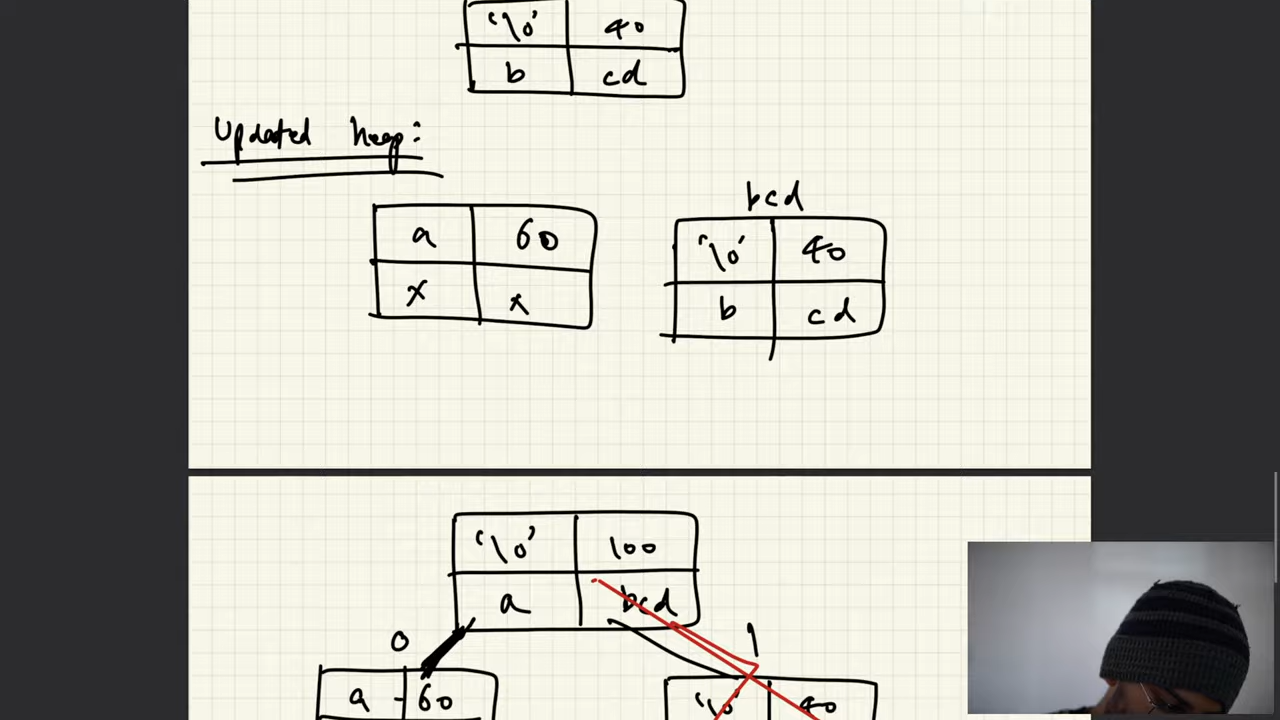 '\0' 40
b cd
Updated heap:
bcd
a 60
x x
'\0' 40
b cd
'\0' 100
a bcd
0 1
a 60
'\0' 40